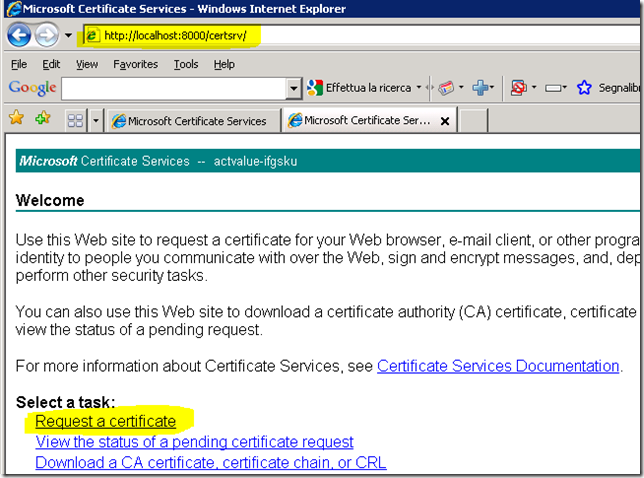 Microsoft Certificate Services - Windows Internet Explorer
http://localhost:8000/certsrv/
File Edit View Favorites Tools Help
Google Effettua la ricerca Segnalibr
Microsoft Certificate Services Microsoft Certificate Ser...
Microsoft Certificate Services -- actvalue-ifgsku
Welcome
Use this Web site to request a certificate for your Web browser, e-mail client, or other progra
identity to people you communicate with over the Web, sign and encrypt messages, and, dep
perform other security tasks.
You can also use this Web site to download a certificate authority (CA) certificate, certificate
view the status of a pending request.
For more information about Certificate Services, see Certificate Services Documentation.
Select a task:
Request a certificate
View the status of a pending certificate request
Download a CA certificate, certificate chain, or CRL